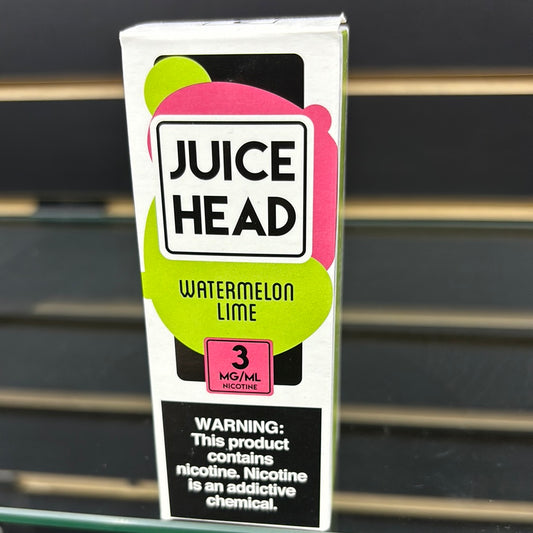 JUICE
HEAD
WATERMELON
LIME
3
MG/ML
NICOTINE
WARNING:
This product
contains
nicotine. Nicotine
is an addictive
chemical.